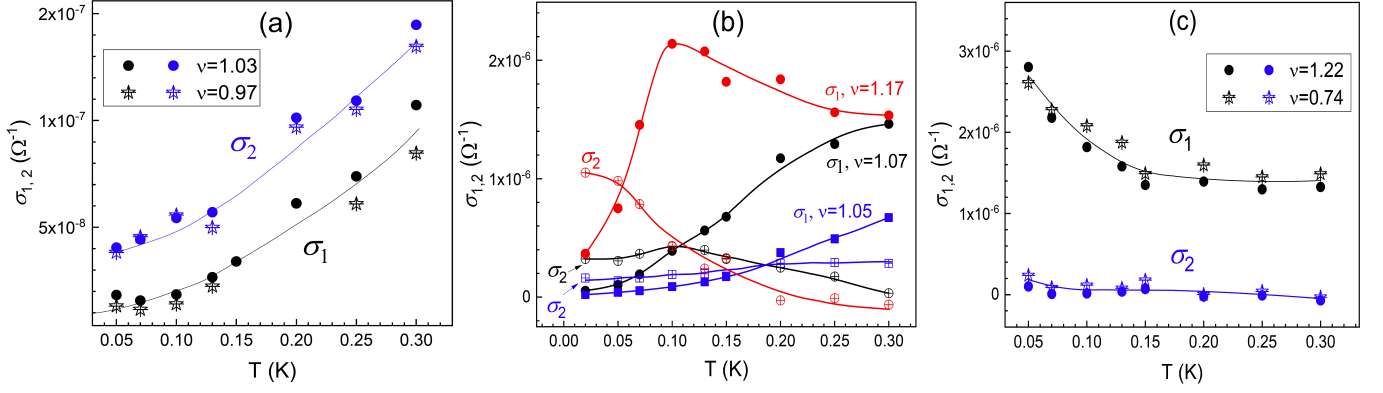 (a)
2x10⁻⁷
1x10⁻⁷
5x10⁻⁸
σ₁,₂ (Ω⁻¹)
ν=1.03
ν=0.97
σ₂
σ₁
0.05 0.10 0.15 0.20 0.25 0.30
T (K)
(b)
2x10⁻⁶
1x10⁻⁶
0
σ₁,₂ (Ω⁻¹)
σ₁, ν=1.17
σ₂
σ₁, ν=1.07
σ₁, ν=1.05
σ₂
σ₂
0.00 0.05 0.10 0.15 0.20 0.25 0.30
T (K)
(c)
3x10⁻⁶
2x10⁻⁶
1x10⁻⁶
0
σ₁,₂ (Ω⁻¹)
ν=1.22
ν=0.74
σ₁
σ₂
0.05 0.10 0.15 0.20 0.25 0.30
T (K)